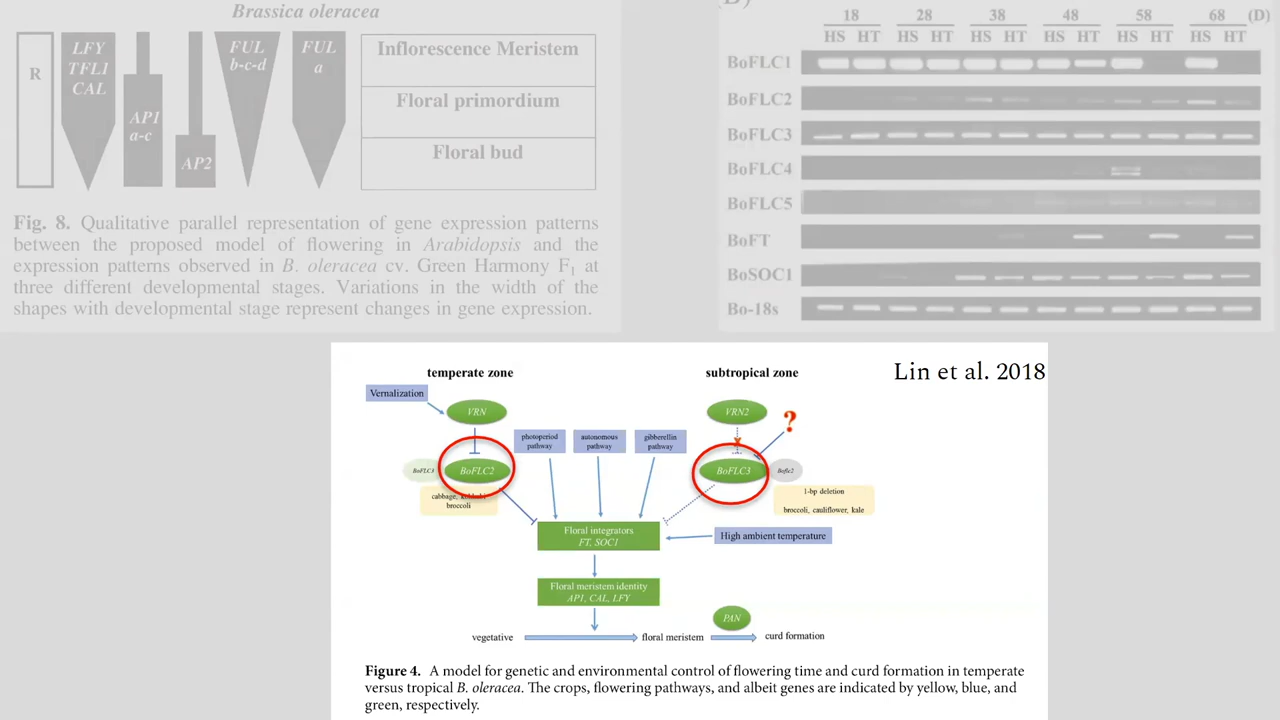 Brassica oleracea
R
LFY
TFL1
CAL
AP1
a-c
AP2
FUL
b-c-d
FUL
a
Inflorescence Meristem
Floral primordium
Floral bud
Fig. 8. Qualitative parallel representation of gene expression patterns
between the proposed model of flowering in Arabidopsis and the
expression patterns observed in B. oleracea cv. Green Harmony F1 at
three different developmental stages. Variations in the width of the
shapes with developmental stage represent changes in gene expression.
18 28 38 48 58 68 (D)
HS HT HS HT HS HT HS HT HS HT HS HT
BoFLC1
BoFLC2
BoFLC3
BoFLC4
BoFLC5
BoFT
BoSOC1
Bo-18s
Lin et al. 2018
temperate zone
subtropical zone
Vernalization
VRN
VRN2
?
photoperiod
pathway
autonomous
pathway
gibberellin
pathway
BoFLC3
BoFLC2
BoFLC3
Boflc2
cabbage,
broccoli
1-bp deletion
broccoli, cauliflower, kale
Floral integrators
FT, SOC1
High ambient temperature
Floral meristem identity
AP1, CAL, LFY
PAN
vegetative
floral meristem
curd formation
Figure 4. A model for genetic and environmental control of flowering time and curd formation in temperate
versus tropical B. oleracea. The crops, flowering pathways, and albeit genes are indicated by yellow, blue, and
green, respectively.